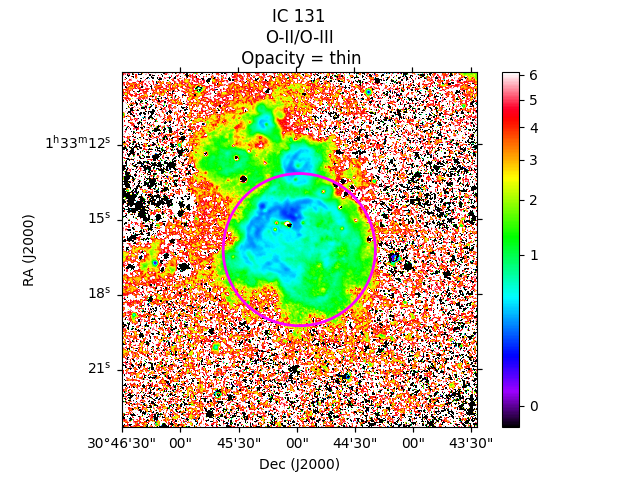 IC 131
O-II/O-III
Opacity = thin
6
5
4
3
2
1
0
1ʰ33ᵐ12ˢ
15ˢ
18ˢ
21ˢ
RA (J2000)
30°46'30" 00" 45'30" 00" 44'30" 00" 43'30"
Dec (J2000)